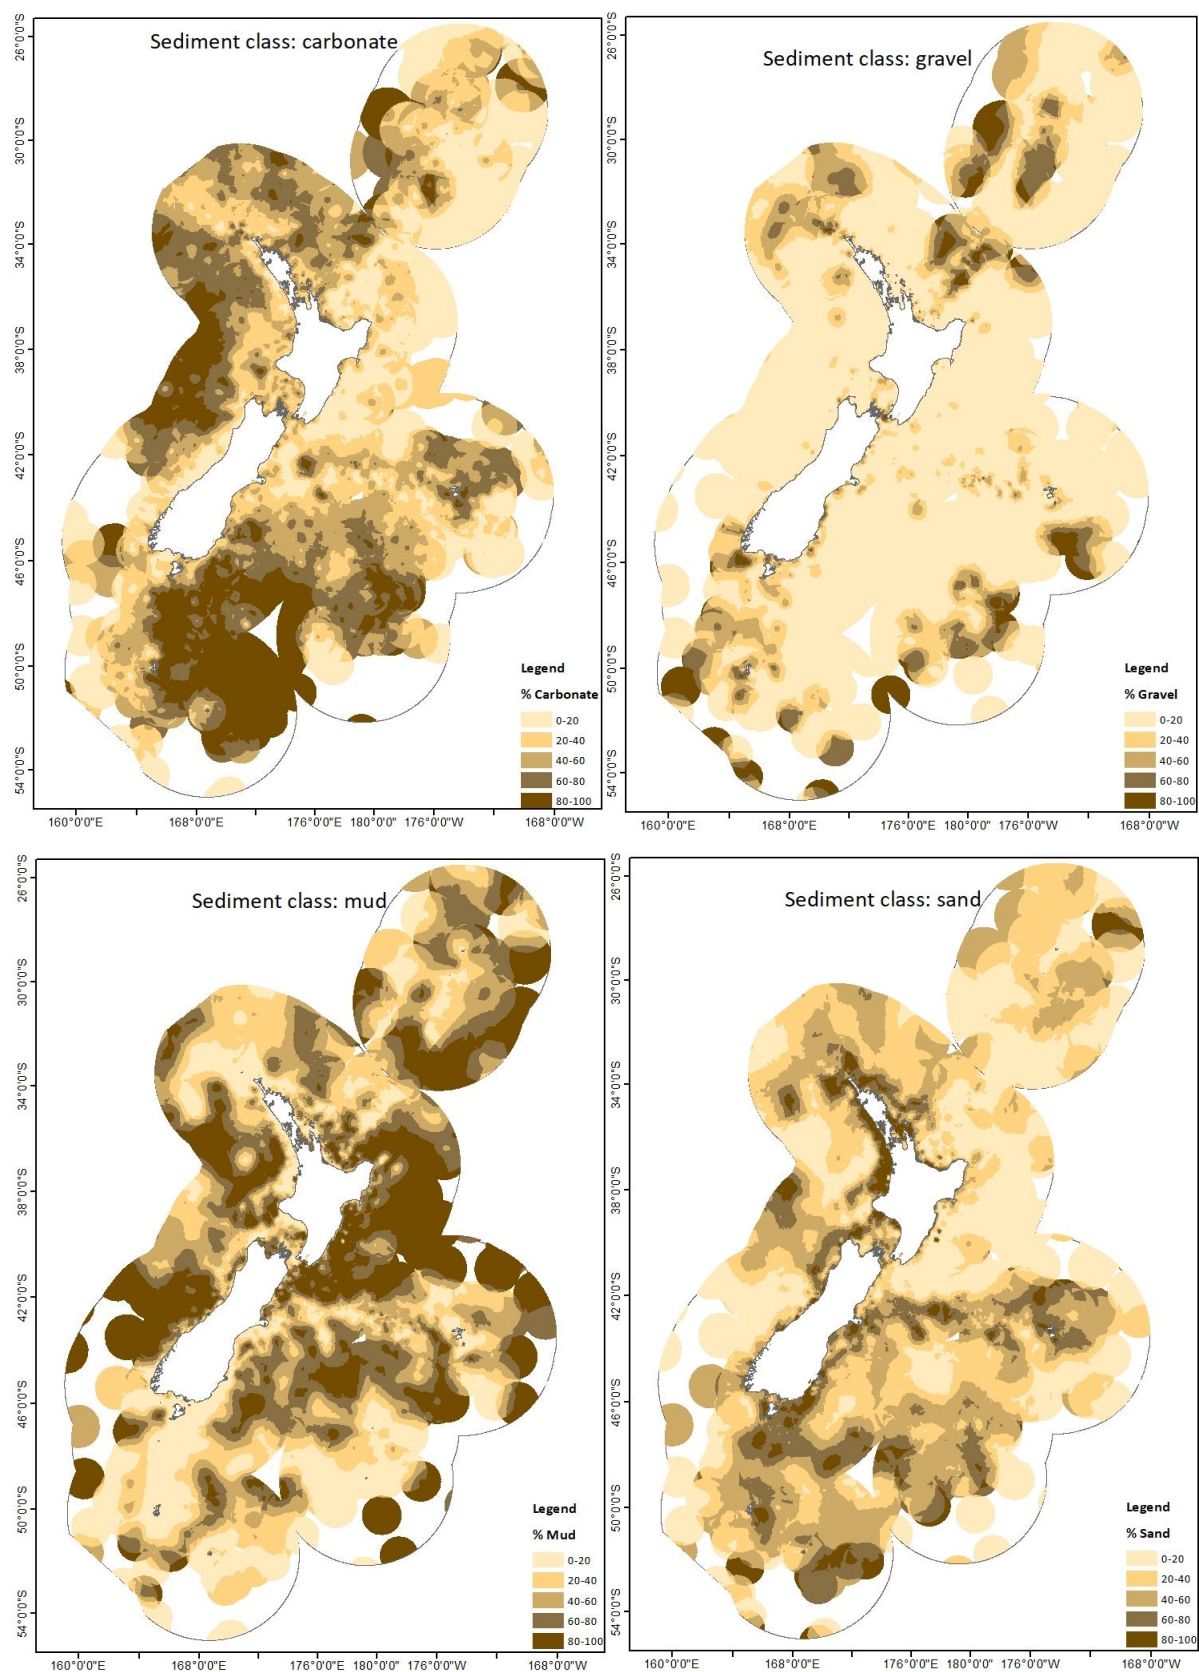 Sediment class: carbonate
26°0'0"S
30°0'0"S
34°0'0"S
38°0'0"S
42°0'0"S
46°0'0"S
50°0'0"S
54°0'0"S
Legend
% Carbonate
0-20
20-40
40-60
60-80
80-100
160°0'0"E 168°0'0"E 176°0'0"E 180°0'0" 176°0'0"W 168°0'0"W
Sediment class: gravel
26°0'0"S
30°0'0"S
34°0'0"S
38°0'0"S
42°0'0"S
46°0'0"S
50°0'0"S
54°0'0"S
Legend
% Gravel
0-20
20-40
40-60
60-80
80-100
160°0'0"E 168°0'0"E 176°0'0"E 180°0'0" 176°0'0"W 168°0'0"W
Sediment class: mud
26°0'0"S
30°0'0"S
34°0'0"S
38°0'0"S
42°0'0"S
46°0'0"S
50°0'0"S
54°0'0"S
Legend
% Mud
0-20
20-40
40-60
60-80
80-100
160°0'0"E 168°0'0"E 176°0'0"E 180°0'0" 176°0'0"W 168°0'0"W
Sediment class: sand
26°0'0"S
30°0'0"S
34°0'0"S
38°0'0"S
42°0'0"S
46°0'0"S
50°0'0"S
54°0'0"S
Legend
% Sand
0-20
20-40
40-60
60-80
80-100
160°0'0"E 168°0'0"E 176°0'0"E 180°0'0" 176°0'0"W 168°0'0"W